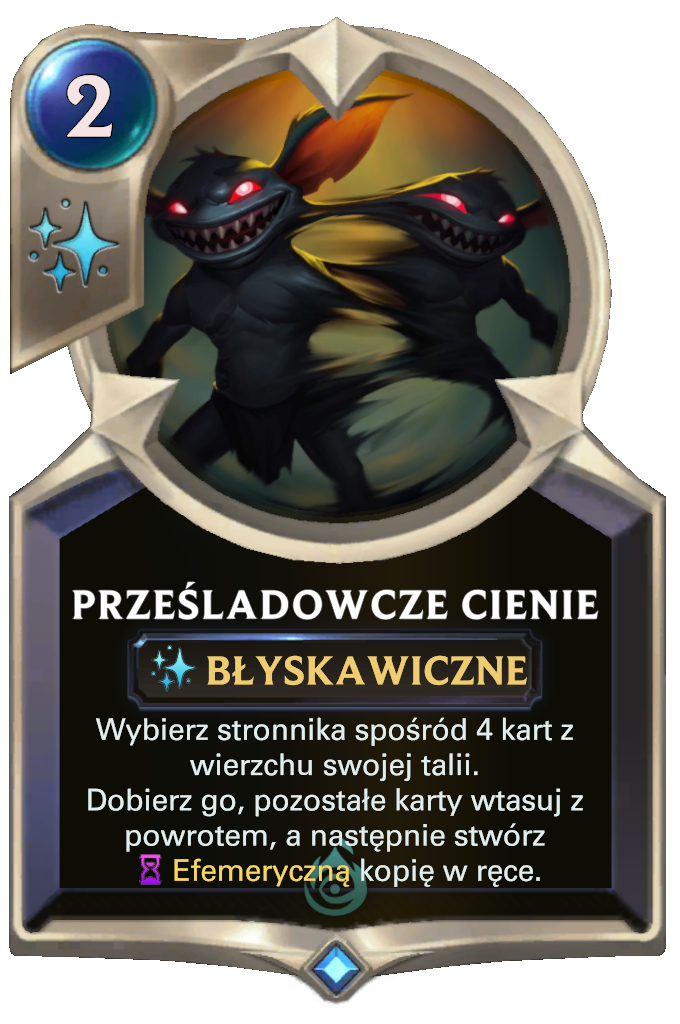 2
PRZEŚLADOWCZE CIENIE
BŁYSKAWICZNE
Wybierz stronnika spośród 4 kart z
wierzchu swojej talii.
Dobierz go, pozostałe karty wtasuj z
powrotem, a następnie stwórz
Efemeryczną kopię w ręce.